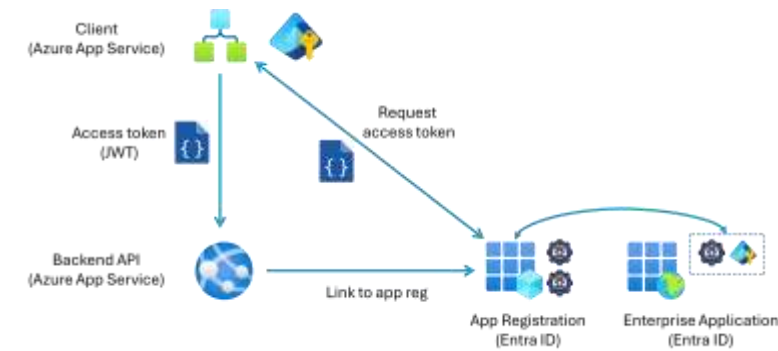 Client
(Azure App Service)
Request
access token
Access token
(JWT)
{ }
{ }
Backend API
(Azure App Service)
Link to app reg
App Registration
(Entra ID)
Enterprise Application
(Entra ID)